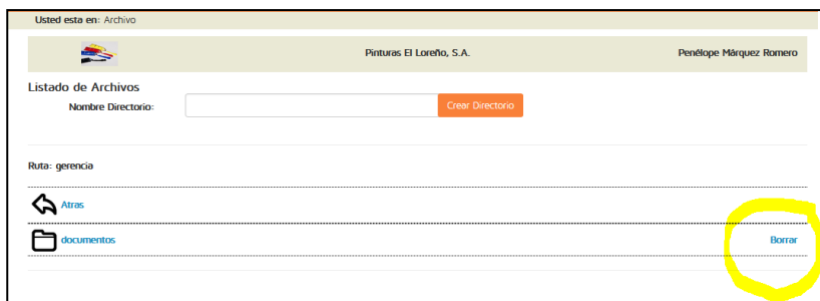 Usted esta en: Archivo
Pinturas El Loreño, S.A. Penélope Márquez Romero
Listado de Archivos
Nombre Directorio: Crear Directorio
Ruta: gerencia
Atras
documentos Borrar